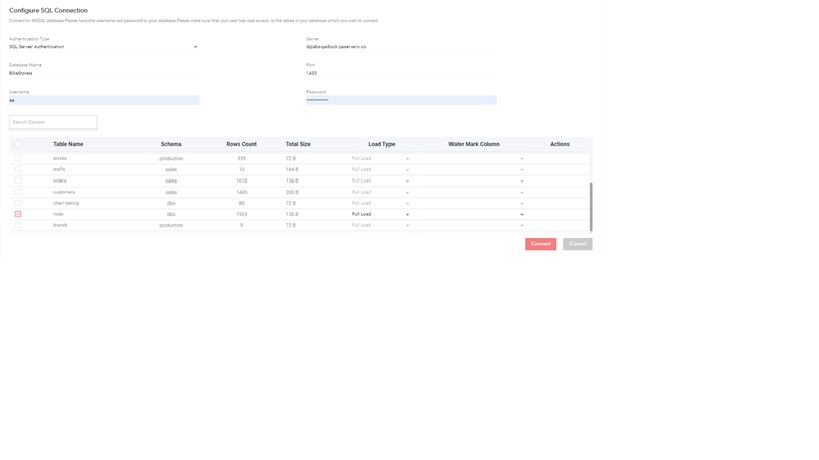 Configure SQL Connection
Connect to MSSQL database.Please have the username and password to your database.Please make sure that your user has read access to the tables in your database which you wish to connect
Authentication Type
SQL Server Authentication
Server
Database Name
BikeStores
Port
1433
Username
sa
Password
Search Dataset
Table Name Schema Rows Count Total Size Load Type Water Mark Column Actions
stocks production 939 72 B Full Load
staffs sales 10 144 B Full Load
orders sales 1615 136 B Full Load
customers sales 1445 200 B Full Load
chart testing dbo 89 72 B Full Load
node dbo 1924 136 B Full Load
brands production 9 72 B Full Load
Connect Cancel